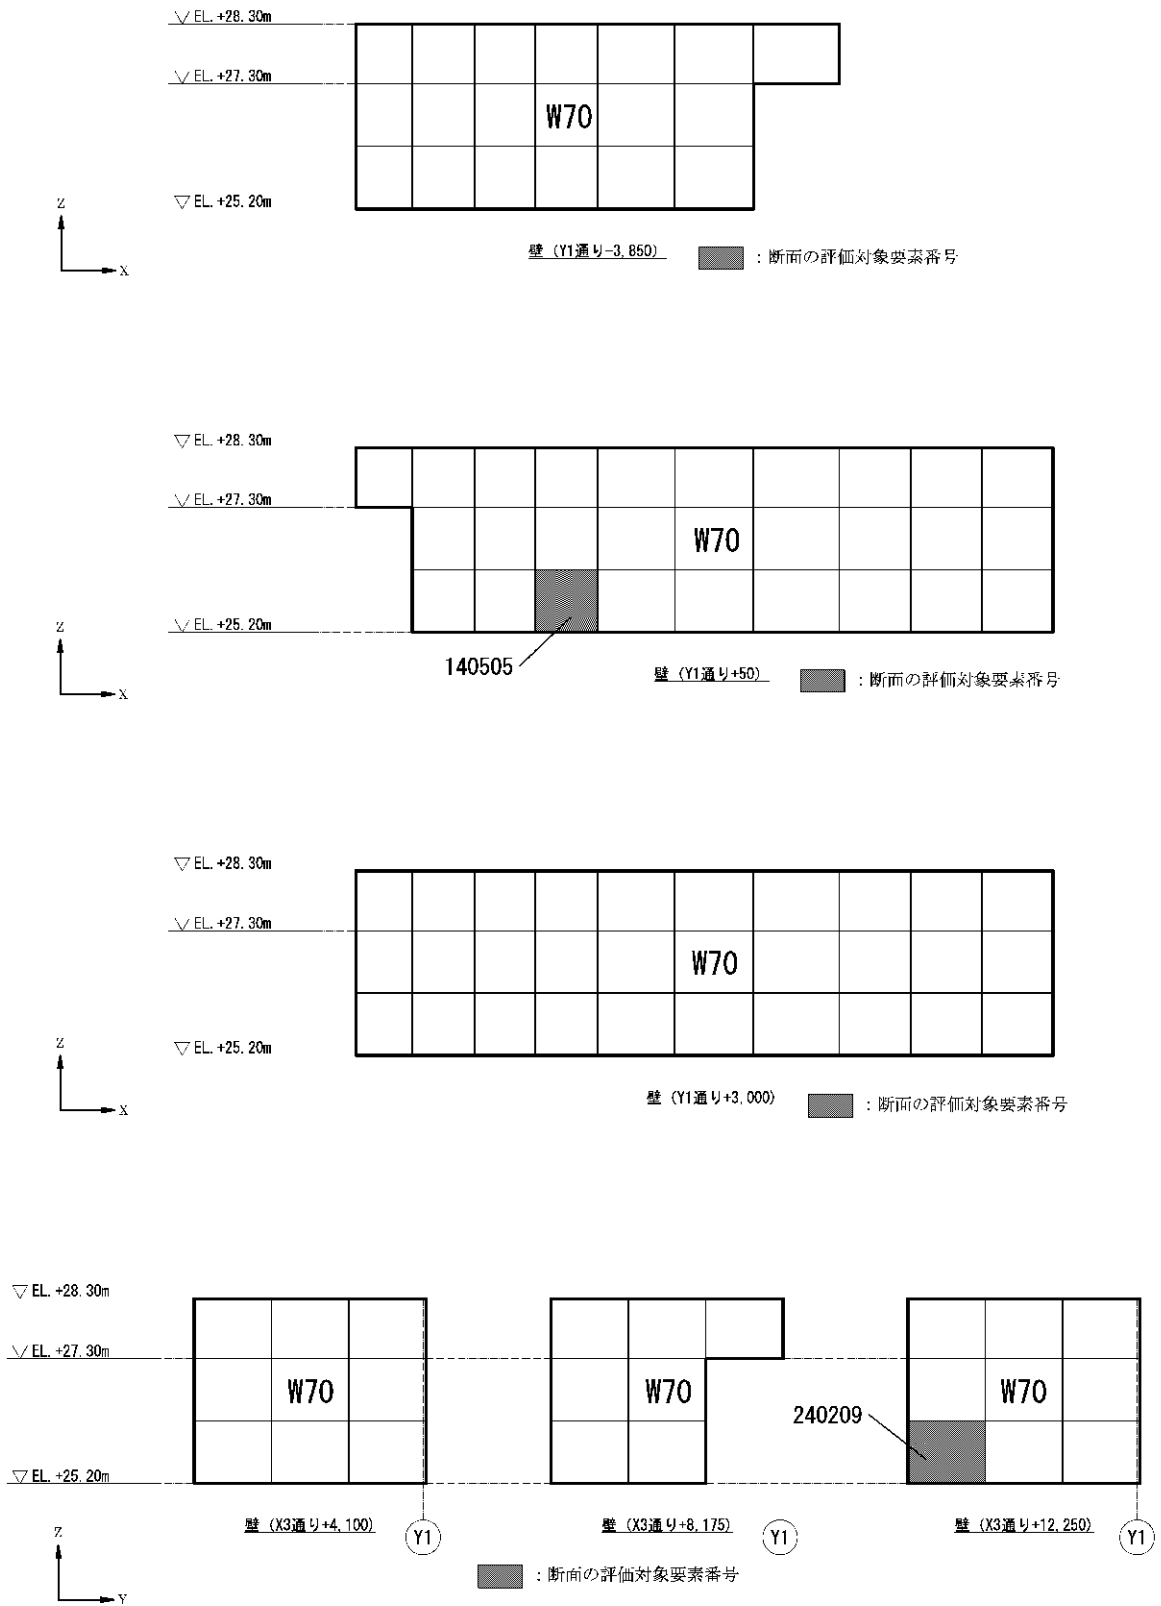 ▽ EL. +28.30m
▽ EL. +27.30m
W70
▽ EL. +25.20m
Z
X
壁 (Y1通り-3,850)
：断面の評価対象要素番号
▽ EL. +28.30m
▽ EL. +27.30m
W70
▽ EL. +25.20m
Z
X
140505
壁 (Y1通り+50)
：断面の評価対象要素番号
▽ EL. +28.30m
▽ EL. +27.30m
W70
▽ EL. +25.20m
Z
X
壁 (Y1通り+3,000)
：断面の評価対象要素番号
▽ EL. +28.30m
▽ EL. +27.30m
W70
W70
W70
240209
▽ EL. +25.20m
壁 (X3通り+4,100)
Y1
壁 (X3通り+8,175)
Y1
壁 (X3通り+12,250)
Y1
Z
Y
：断面の評価対象要素番号